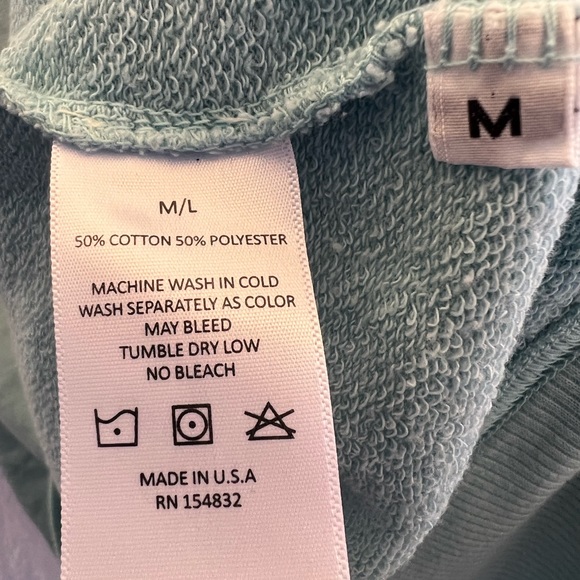 M
M/L
50% COTTON 50% POLYESTER
MACHINE WASH IN COLD
WASH SEPARATELY AS COLOR
MAY BLEED
TUMBLE DRY LOW
NO BLEACH
MADE IN U.S.A
RN 154832